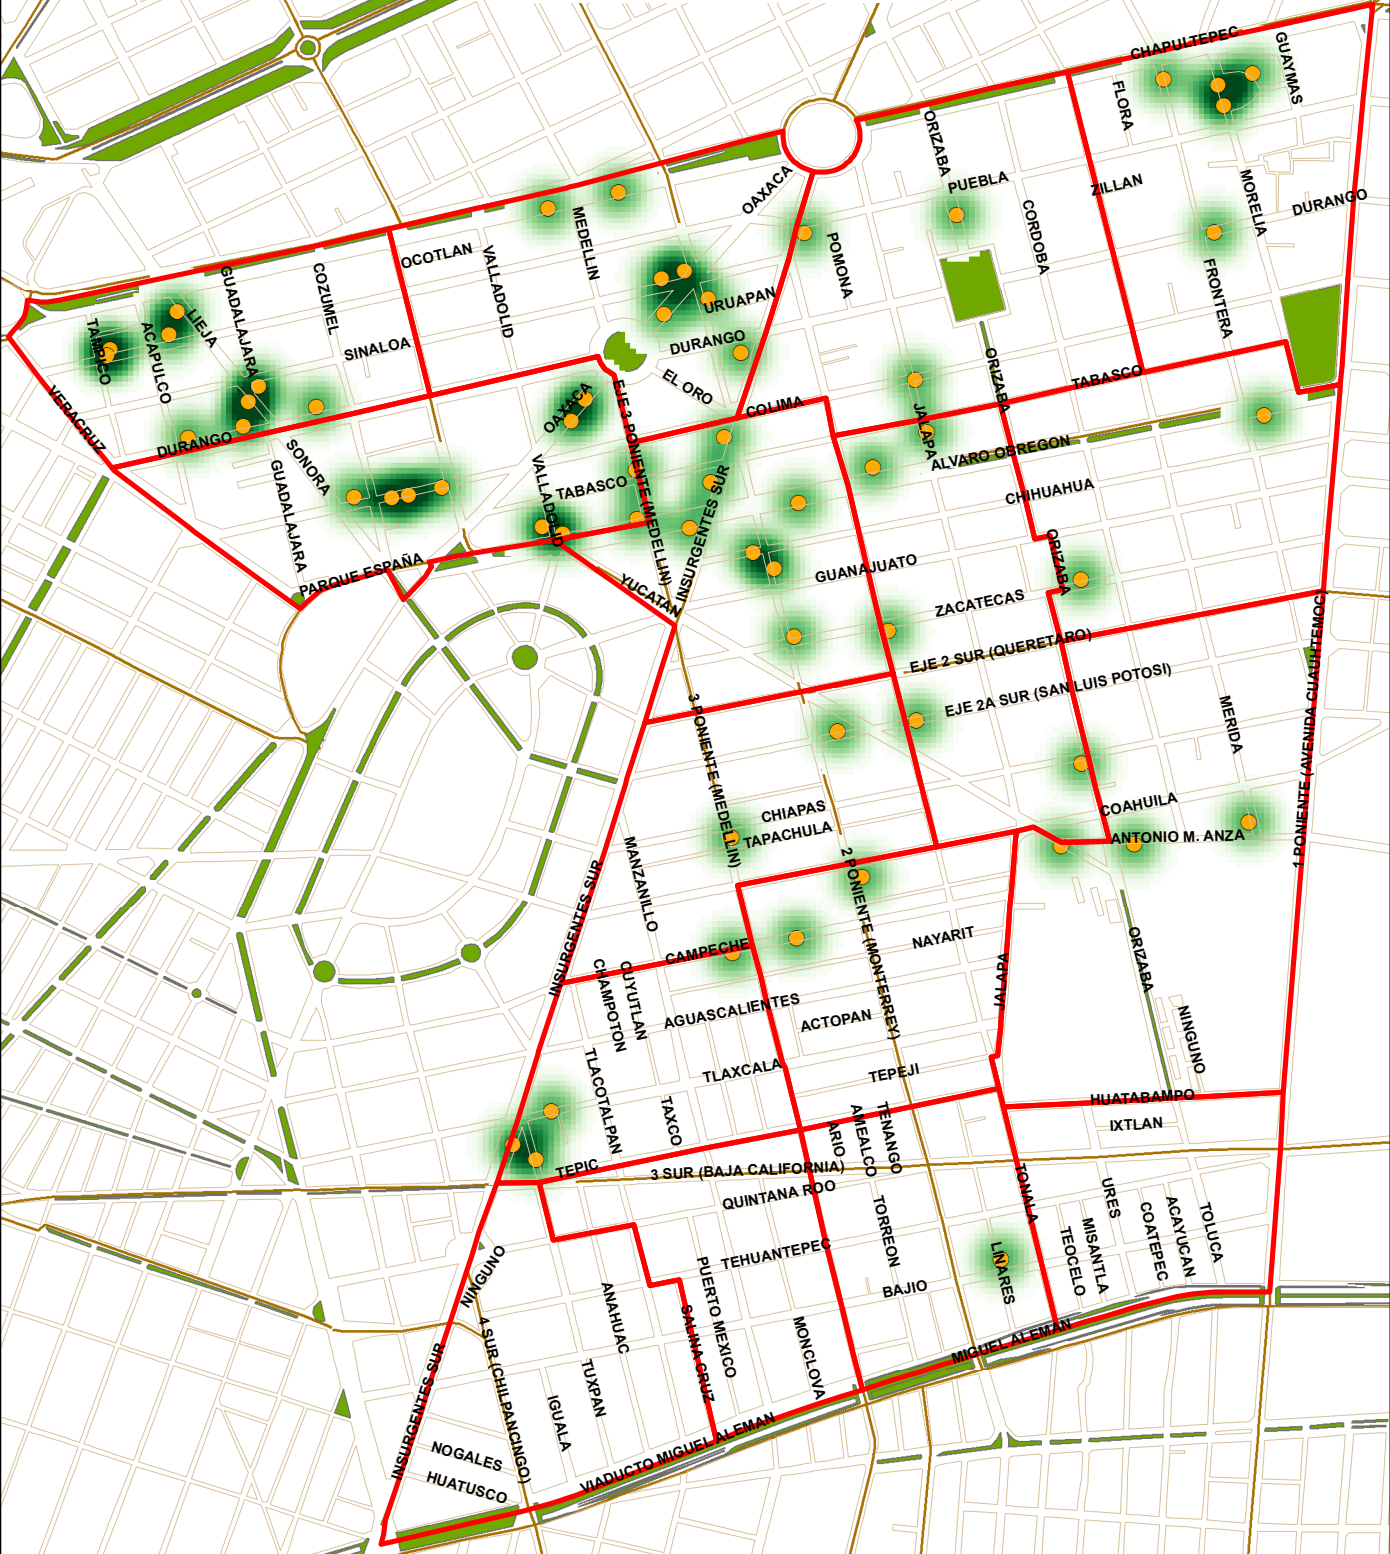 CHAPULTEPEC
GUAYMAS
FLORA
ORIZABA
PUEBLA
ZILLAN
MORELIA
DURANGO
OAXACA
CORDOBA
MEDELLIN
POMONA
OCOTLAN
VALLADOLID
COZUMEL
GUADALAJARA
FRONTERA
URUAPAN
LIEJA
TAMPICO
ACAPULCO
SINALOA
DURANGO
EL ORO
ORIZABA
TABASCO
VERACRUZ
OAXACA
COLIMA
JALAPA
EJE 3 PONIENTE (MEDELLIN)
DURANGO
SONORA
ALVARO OBREGON
GUADALAJARA
VALLADOLID
TABASCO
INSURGENTES SUR
CHIHUAHUA
ORIZABA
PARQUE ESPAÑA
GUANAJUATO
YUCATAN
ZACATECAS
EJE 2 SUR (QUERETARO)
EJE 2A SUR (SAN LUIS POTOSI)
1 PONIENTE (AVENIDA CUAUHTEMOC)
3 PONIENTE (MEDELLIN)
MERIDA
CHIAPAS
COAHUILA
TAPACHULA
ANTONIO M. ANZA
MANZANILLO
2 PONIENTE (MONTERREY)
INSURGENTES SUR
CAMPECHE
NAYARIT
ORIZABA
JALAPA
CHAMPOTON
CUYUTLAN
AGUASCALIENTES
ACTOPAN
NINGUNO
TLACOTALPAN
TLAXCALA
TEPEJI
TAXCO
HUATABAMPO
IXTLAN
ARIO
AMEALCO
TENANGO
TEPIC
3 SUR (BAJA CALIFORNIA)
TONALA
QUINTANA ROO
URES
TORREON
TEOCELO
MISANTLA
COATEPEC
ACAYUCAN
TOLUCA
TEHUANTEPEC
LINARES
NINGUNO
PUERTO MEXICO
BAJIO
ANAHUAC
SALINA CRUZ
MONCLOVA
4 SUR (CHILPANCINGO)
MIGUEL ALEMAN
INSURGENTES SUR
TUXPAN
IGUALA
VIADUCTO MIGUEL ALEMAN
NOGALES
HUATUSCO